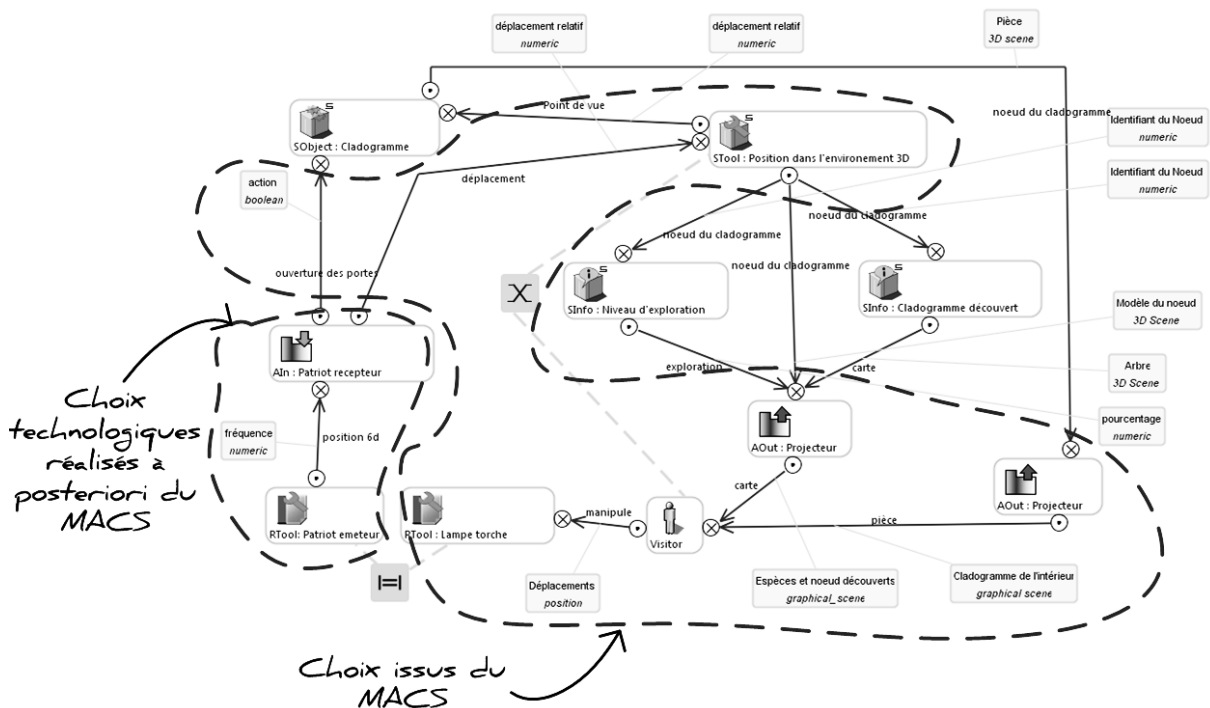 déplacement relatif
numeric
déplacement relatif
numeric
Pièce
3D scene
S
SObject : Cladogramme
Point de vue
S
STool : Position dans l'environement 3D
noeud du cladogramme
Identifiant du Noeud
numeric
action
boolean
déplacement
Identifiant du Noeud
numeric
noeud du cladogramme
noeud du cladogramme
noeud du cladogramme
ouverture des portes
S
SInfo : Niveau d'exploration
S
SInfo : Cladogramme découvert
Modèle du noeud
3D Scene
AIn : Patriot recepteur
exploration
carte
Arbre
3D Scene
Choix
technologiques
réalisés à
posteriori du
MACS
fréquence
numeric
position 6d
AOut : Projecteur
pourcentage
numeric
carte
AOut : Projecteur
RTool: Patriot emeteur
RTool : Lampe torche
manipule
Visitor
pièce
Déplacements
position
Espèces et noeud découverts
graphical_scene
Cladogramme de l'intérieur
graphical scene
Choix issus du
MACS